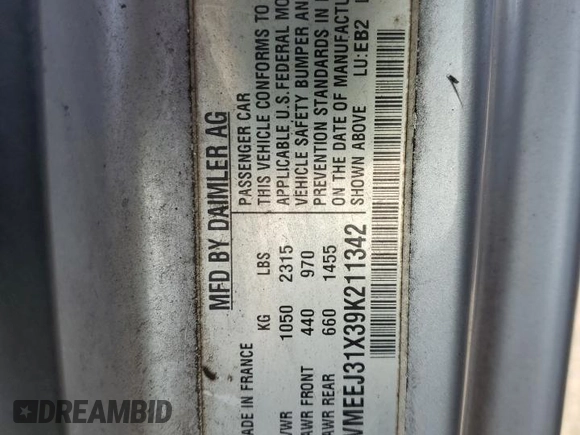 MFD BY DAIMLER AG
PASSENGER CAR
THIS VEHICLE CONFORMS TO
APPLICABLE U.S. FEDERAL MO
VEHICLE SAFETY BUMPER AN
PREVENTION STANDARDS IN
ON THE DATE OF MANUFACTU
SHOWN ABOVE LU:EB2
ADE IN FRANCE
KG LBS
VWR 1050 2315
AWR FRONT 440 970
AWR REAR 660 1455
VMEEJ31X39K211342
DREAMBID